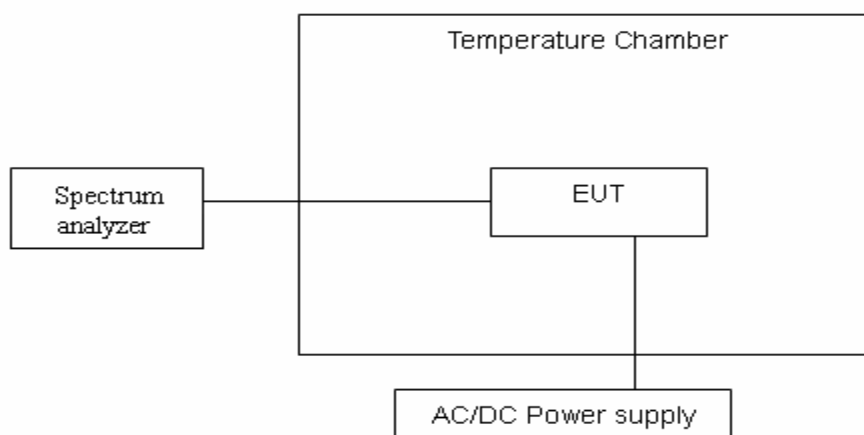 Temperature Chamber
Spectrum
analyzer
EUT
AC/DC Power supply